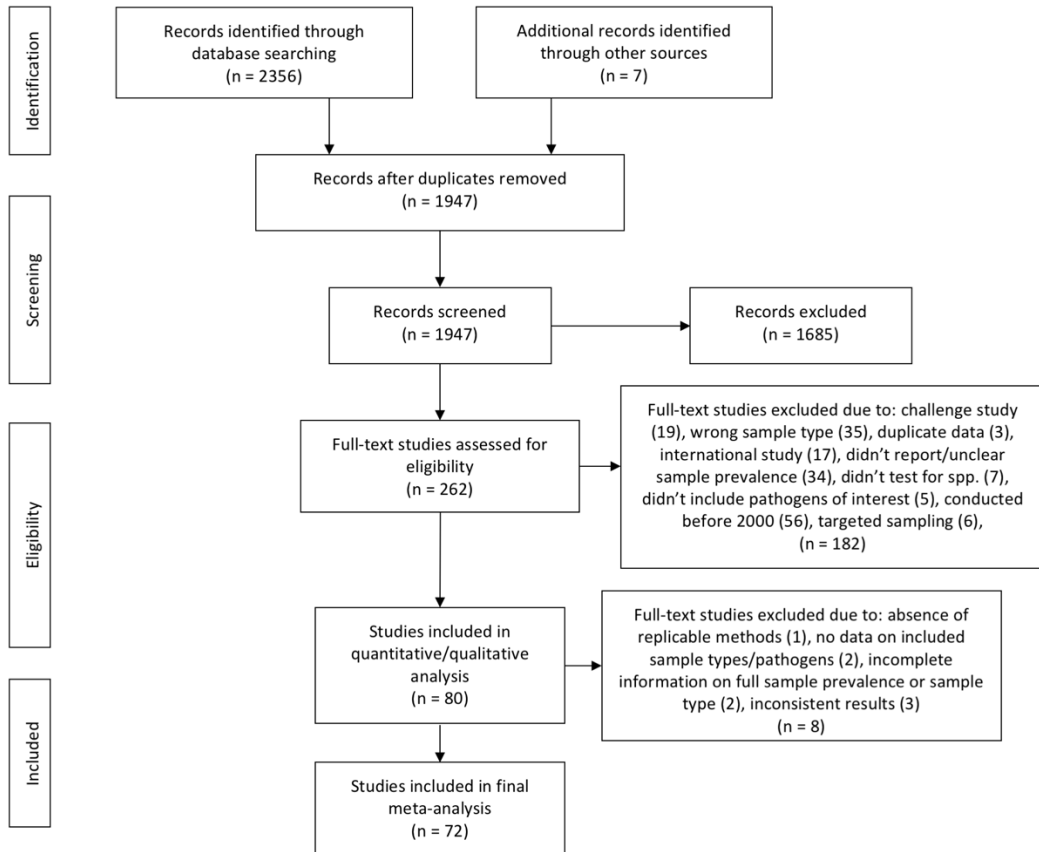 Identification
Records identified through
database searching
(n = 2356)
Additional records identified
through other sources
(n = 7)
Records after duplicates removed
(n = 1947)
Screening
Records screened
(n = 1947)
Records excluded
(n = 1685)
Eligibility
Full-text studies assessed for
eligibility
(n = 262)
Full-text studies excluded due to: challenge study
(19), wrong sample type (35), duplicate data (3),
international study (17), didn’t report/unclear
sample prevalence (34), didn’t test for spp. (7),
didn’t include pathogens of interest (5), conducted
before 2000 (56), targeted sampling (6),
(n = 182)
Studies included in
quantitative/qualitative
analysis
(n = 80)
Full-text studies excluded due to: absence of
replicable methods (1), no data on included
sample types/pathogens (2), incomplete
information on full sample prevalence or sample
type (2), inconsistent results (3)
(n = 8)
Included
Studies included in final
meta-analysis
(n = 72)